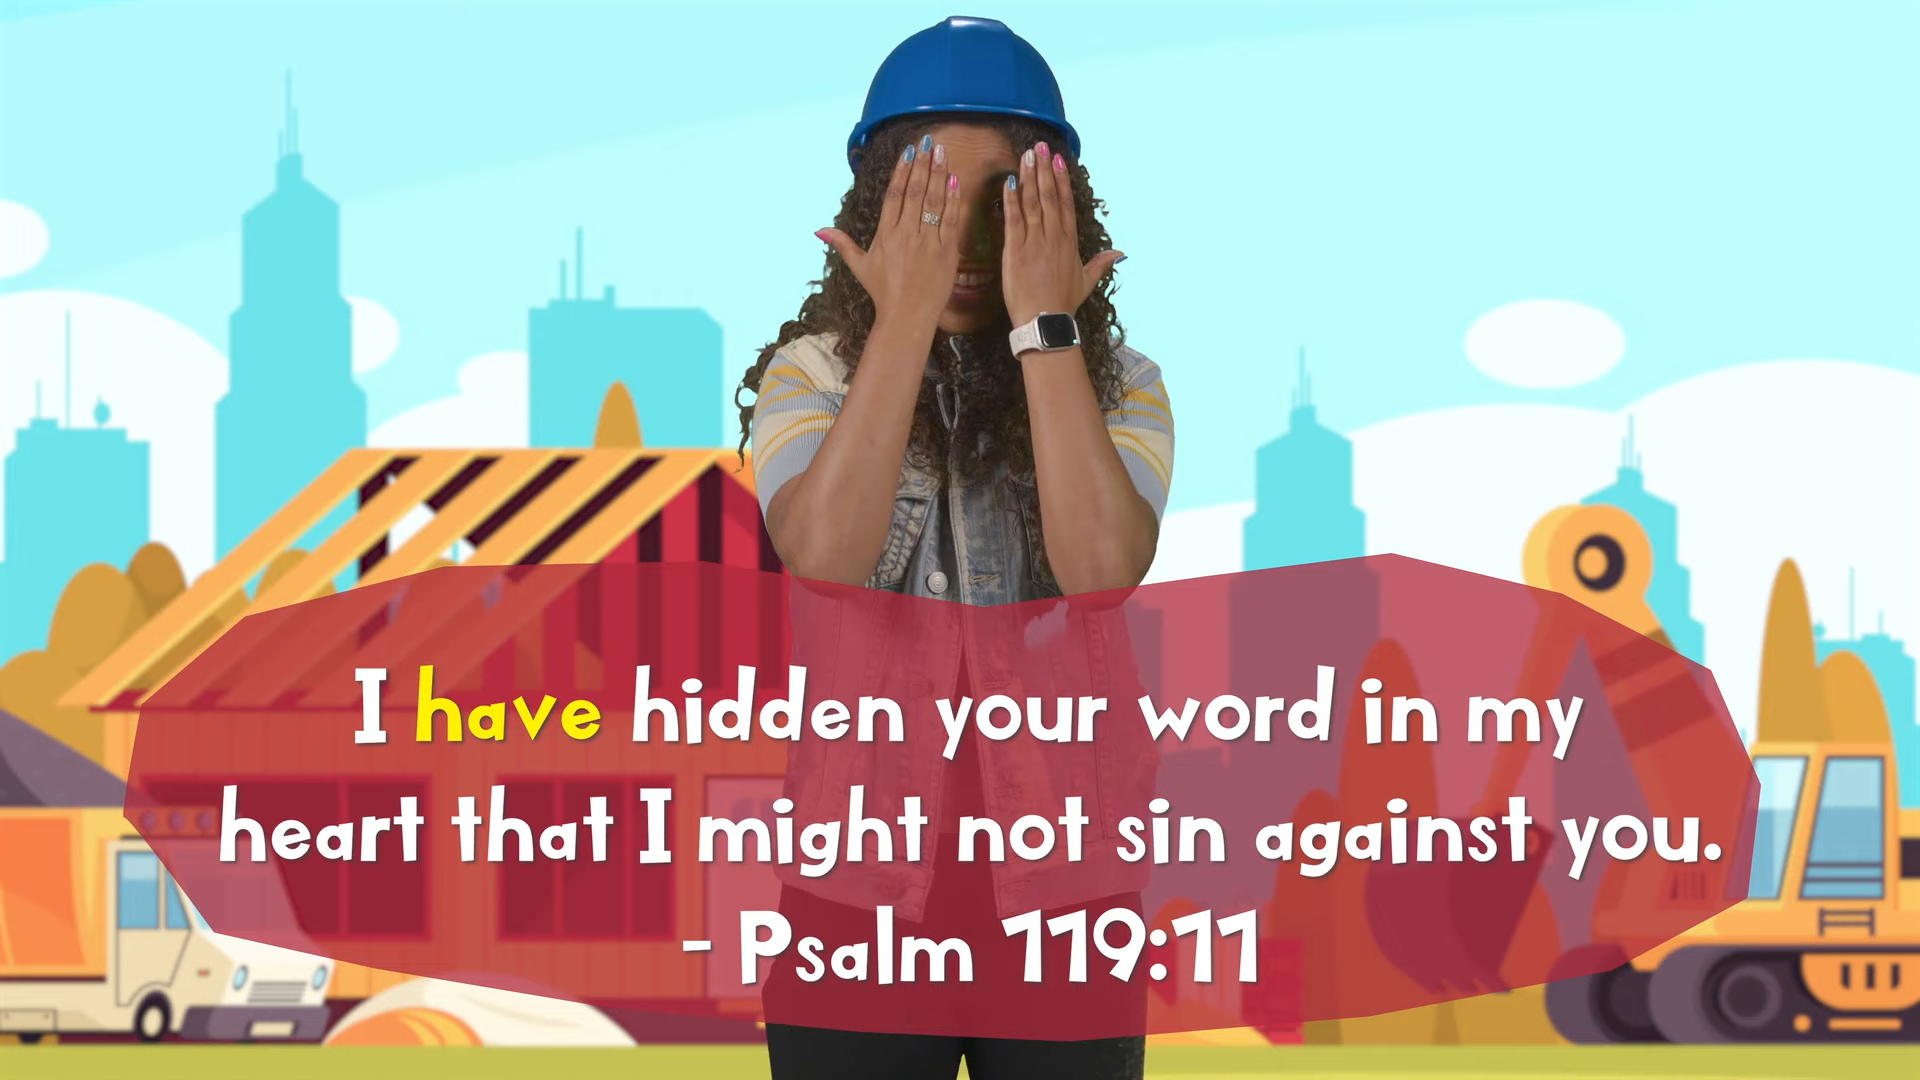 I have hidden your word in my
heart that I might not sin against you.
- Psalm 119:11